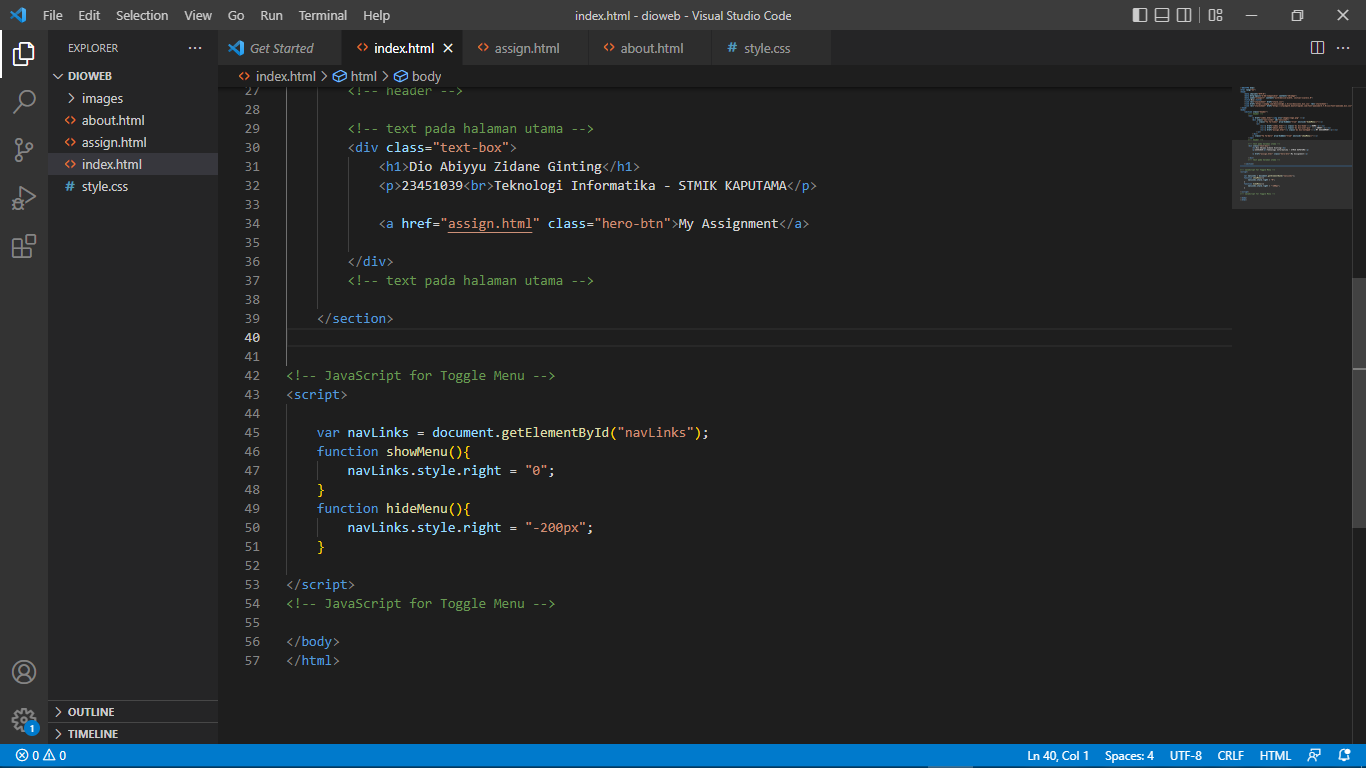 File Edit Selection View Go Run Terminal Help index.html - dioweb - Visual Studio Code
EXPLORER ···
DIOWEB
images
about.html
assign.html
index.html
style.css
OUTLINE
TIMELINE
Get Started index.html assign.html about.html # style.css
index.html > html > body
27 <!-- header -->
28
29 <!-- text pada halaman utama -->
30 <div class="text-box">
31 <h1>Dio Abiyyu Zidane Ginting</h1>
32 <p>23451039<br>Teknologi Informatika - STMIK KAPUTAMA</p>
33
34 <a href="assign.html" class="hero-btn">My Assignment</a>
35
36 </div>
37 <!-- text pada halaman utama -->
38
39 </section>
40
41
42 <!-- JavaScript for Toggle Menu -->
43 <script>
44
45 var navLinks = document.getElementById("navLinks");
46 function showMenu(){
47 navLinks.style.right = "0";
48 }
49 function hideMenu(){
50 navLinks.style.right = "-200px";
51 }
52
53 </script>
54 <!-- JavaScript for Toggle Menu -->
55
56 </body>
57 </html>
1
0 0 Ln 40, Col 1 Spaces: 4 UTF-8 CRLF HTML